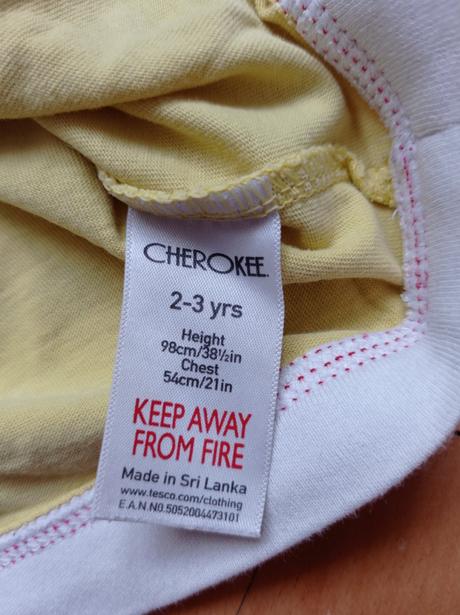 CHEROKEE.
2-3 yrs
Height
98cm/38½in
Chest
54cm/21in
KEEP AWAY
FROM FIRE
Made in Sri Lanka
www.tesco.com/clothing
E.A.N.N0.5052004473101